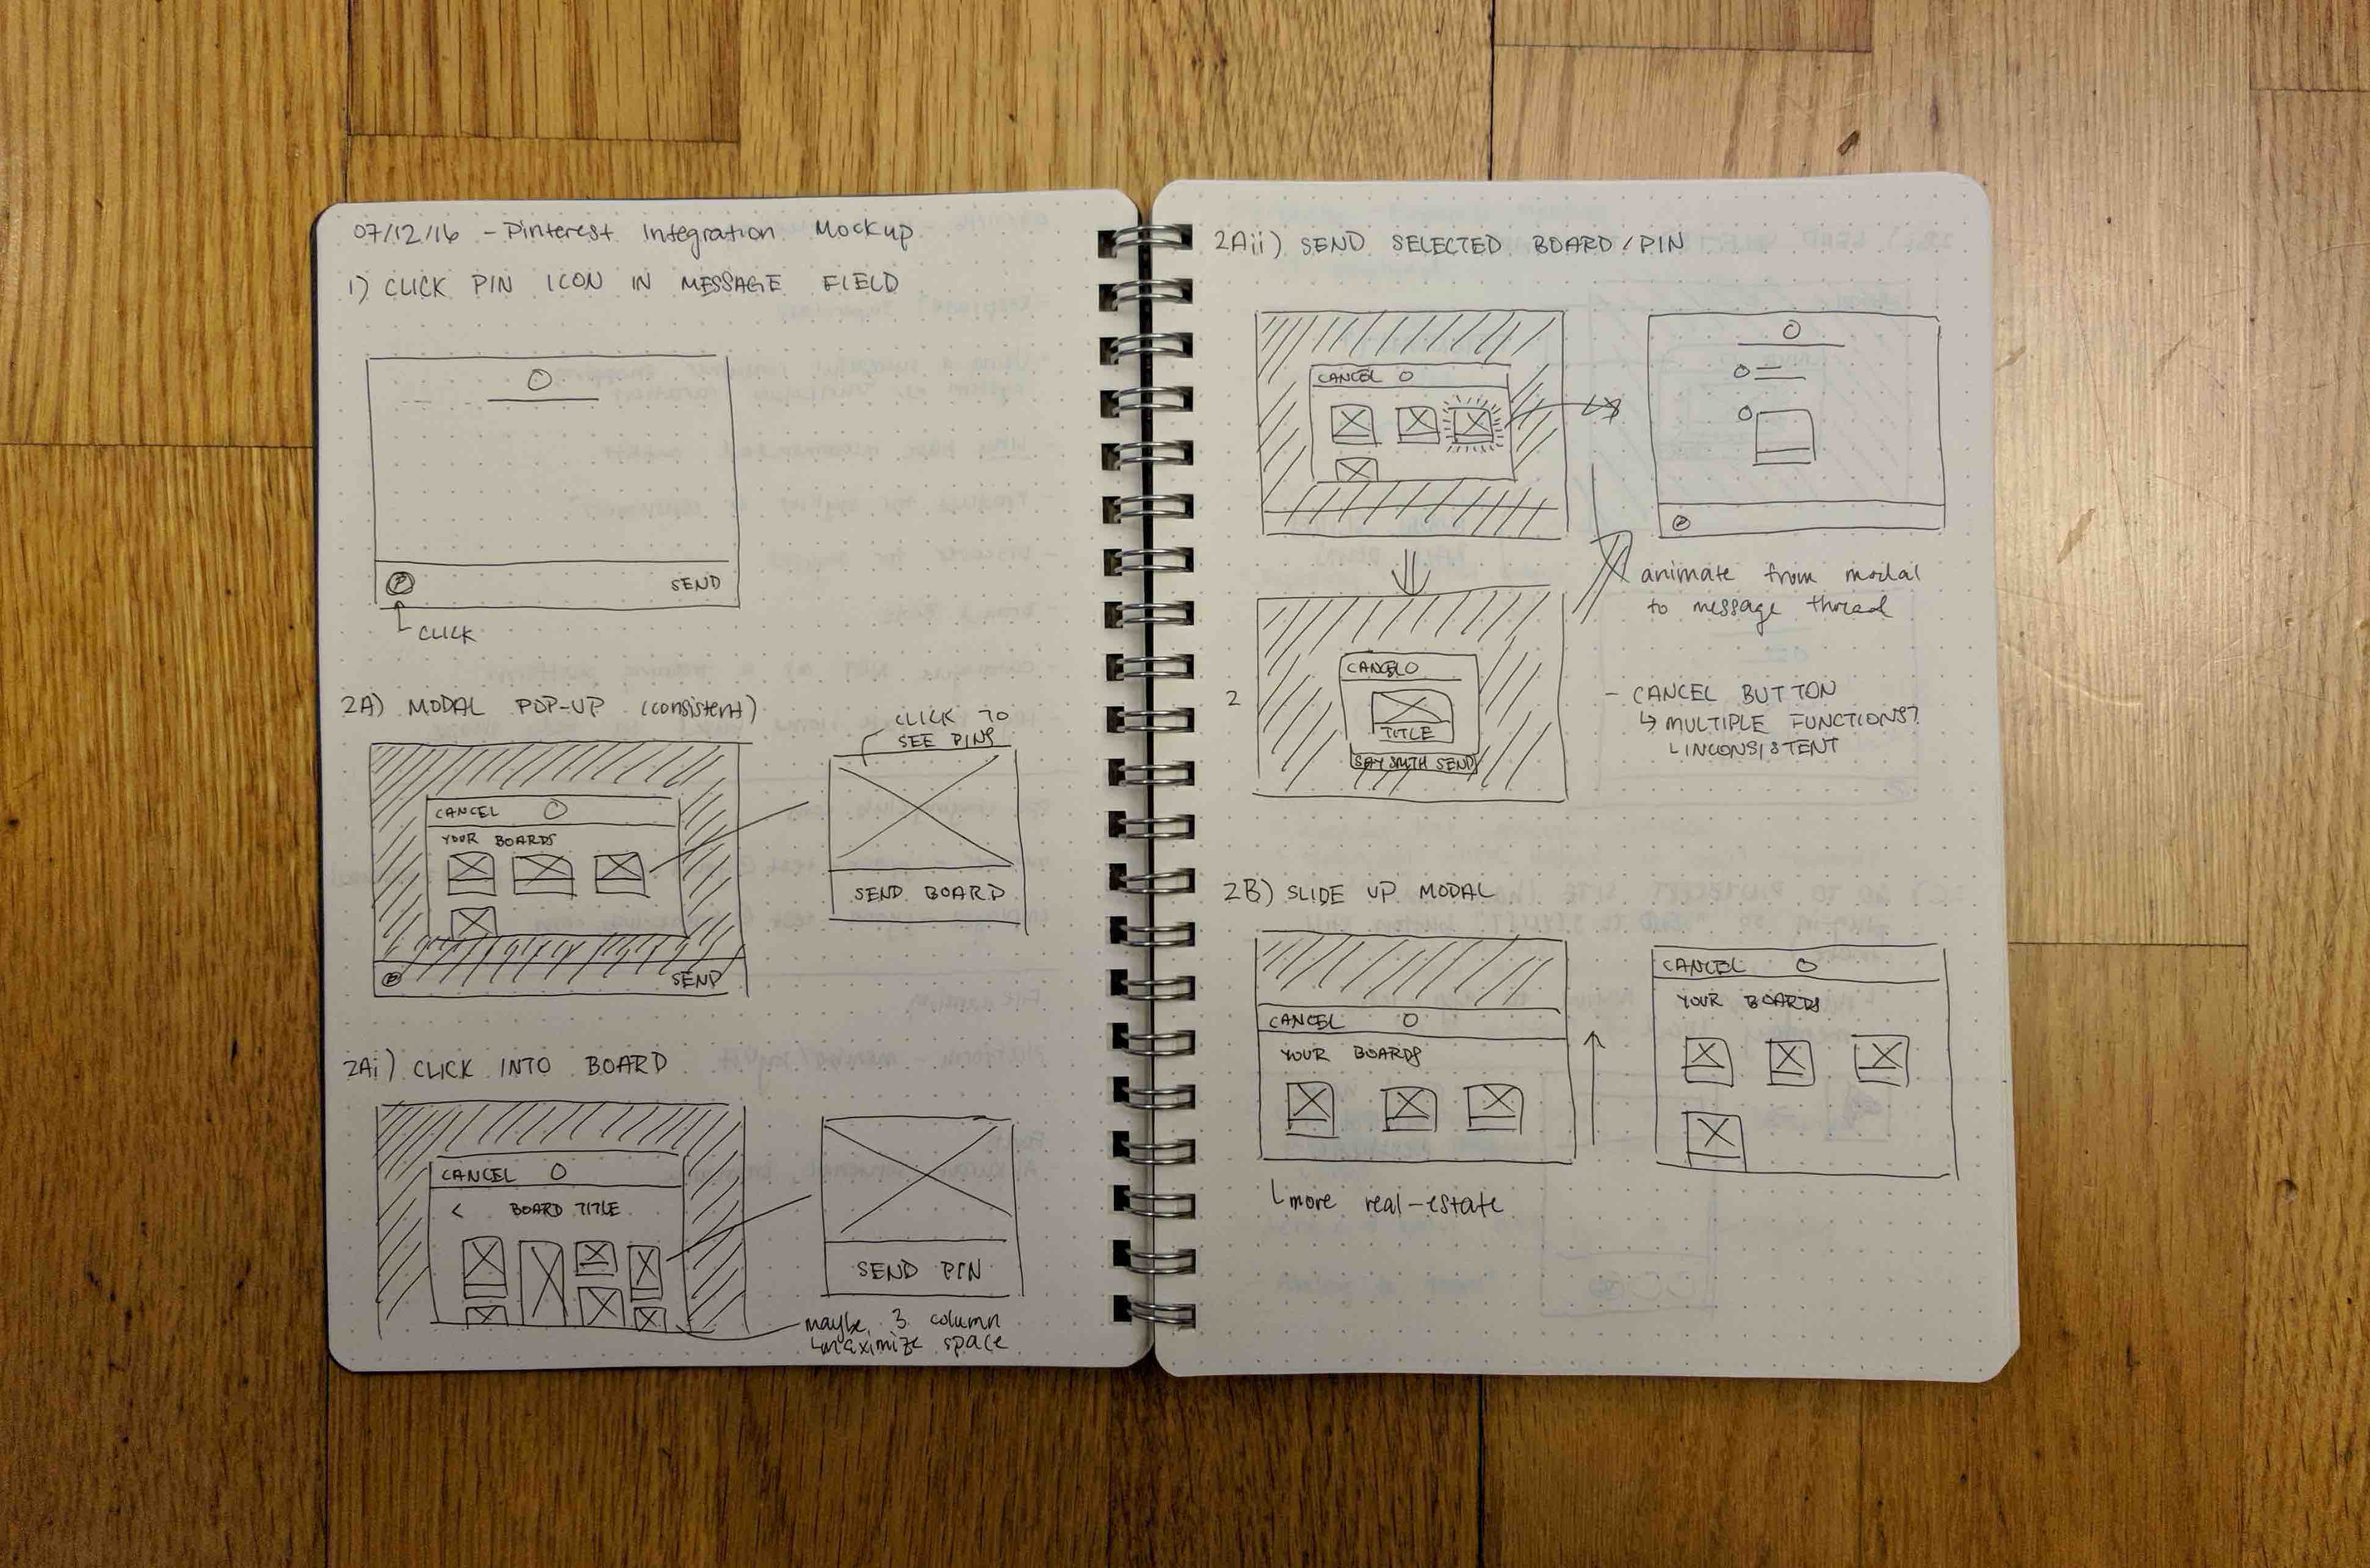 07/12/16 - Pinterest Integration Mockup
1) CLICK PIN ICON IN MESSAGE FIELD
SEND
CLICK
2A) MODAL POP-UP (consistent)
CLICK TO
SEE PINS
CANCEL
YOUR BOARDS
SEND BOARD
SEND
2Ai) CLICK INTO BOARD
CANCEL
< BOARD TITLE
SEND PIN
maybe 3 column
maximize space
2Aii) SEND SELECTED BOARD/PIN
CANCEL
animate from modal
to message thread
2
CANCEL
TITLE
SAY SMTH SEND
- CANCEL BUTTON
↳ MULTIPLE FUNCTIONS?
INCONSISTENT
2B) SLIDE UP MODAL
CANCEL
YOUR BOARDS
CANCEL
YOUR BOARDS
more real-estate